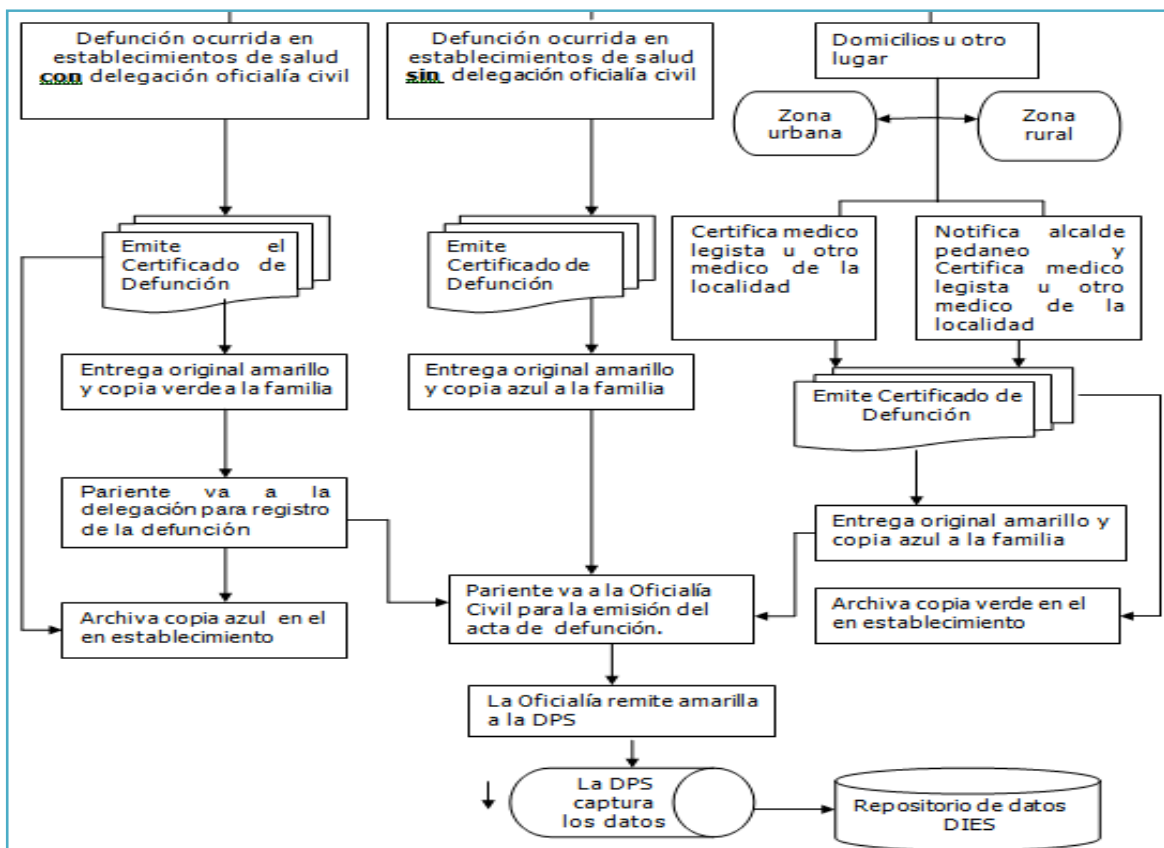 Defunción ocurrida en
establecimientos de salud
con delegación oficialía civil
Defunción ocurrida en
establecimientos de salud
sin delegación oficialía civil
Domicilios u otro
lugar
Zona
urbana
Zona
rural
Emite el
Certificado de
Defunción
Emite
Certificado de
Defunción
Certifica medico
legista u otro
medico de la
localidad
Notifica alcalde
pedaneo y
Certifica medico
legista u otro
medico de la
localidad
Entrega original amarillo
y copia verde a la familia
Entrega original amarillo
y copia azul a la familia
Emite Certificado de
Defunción
Pariente va a la
delegación para registro
de la defunción
Entrega original amarillo y
copia azul a la familia
Archiva copia azul en el
en establecimiento
Pariente va a la Oficialía
Civil para la emisión del
acta de defunción.
Archiva copia verde en el
en establecimiento
La Oficialía remite amarilla
a la DPS
La DPS
captura
los datos
Repositorio de datos
DIES